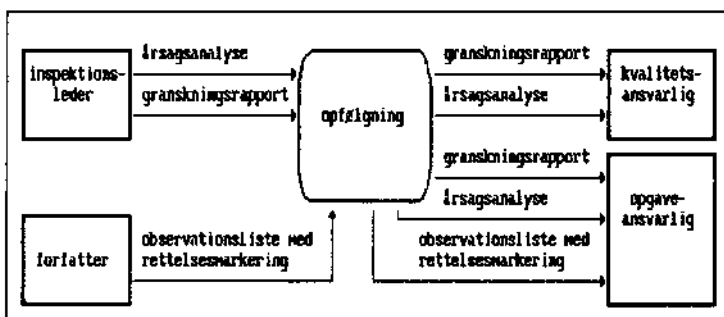 inspektions-
leder
årsagsanalyse
granskningsrapport
opfølgning
granskningsrapport
årsagsanalyse
kvalitets-
ansvarlig
granskningsrapport
årsagsanalyse
observationsliste med
rettelsesmarkering
opgave-
ansvarlig
forfatter
observationsliste med
rettelsesmarkering